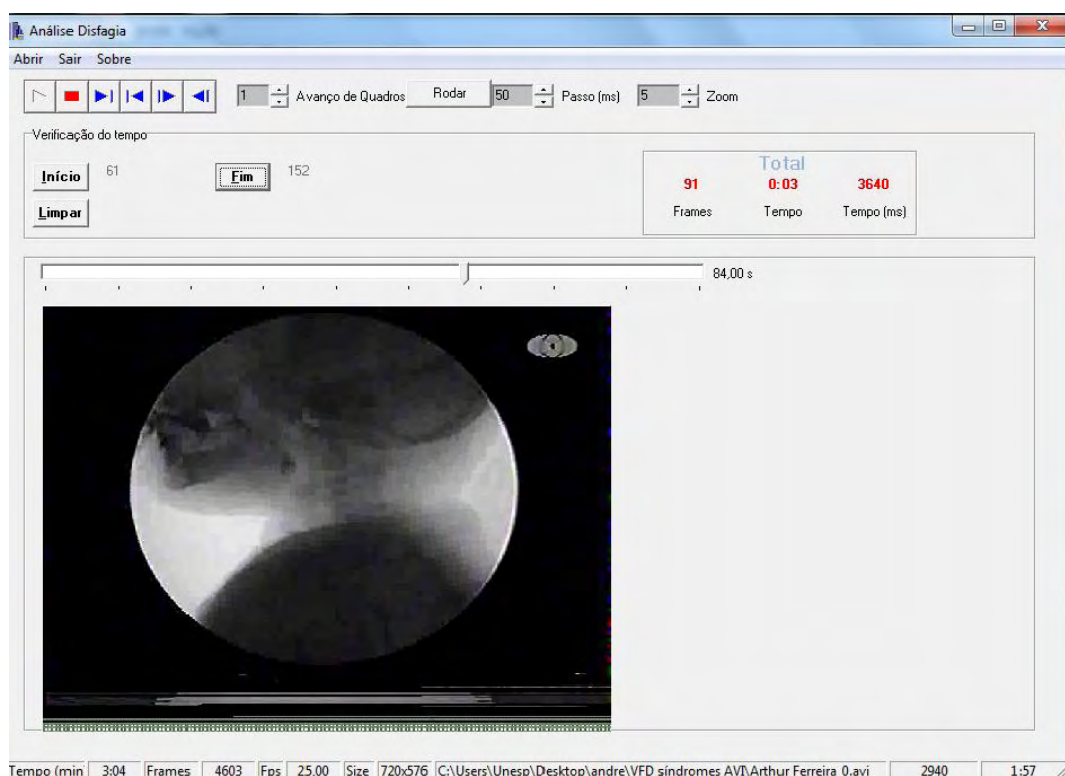 Análise Disfagia
Abrir Sair Sobre
1 Avanço de Quadros Rodar 50 Passo (ms) 5 Zoom
Verificação do tempo
Início 61 Fim 152
Limpar
Total
91 0:03 3640
Frames Tempo Tempo (ms)
84,00 s
Tempo (min 3:04 Frames 4603 Fps 25.00 Size 720x576 C:\Users\Unesp\Desktop\andre\VFD síndromes AVI\Arthur Ferreira_0.avi 2940 1:57